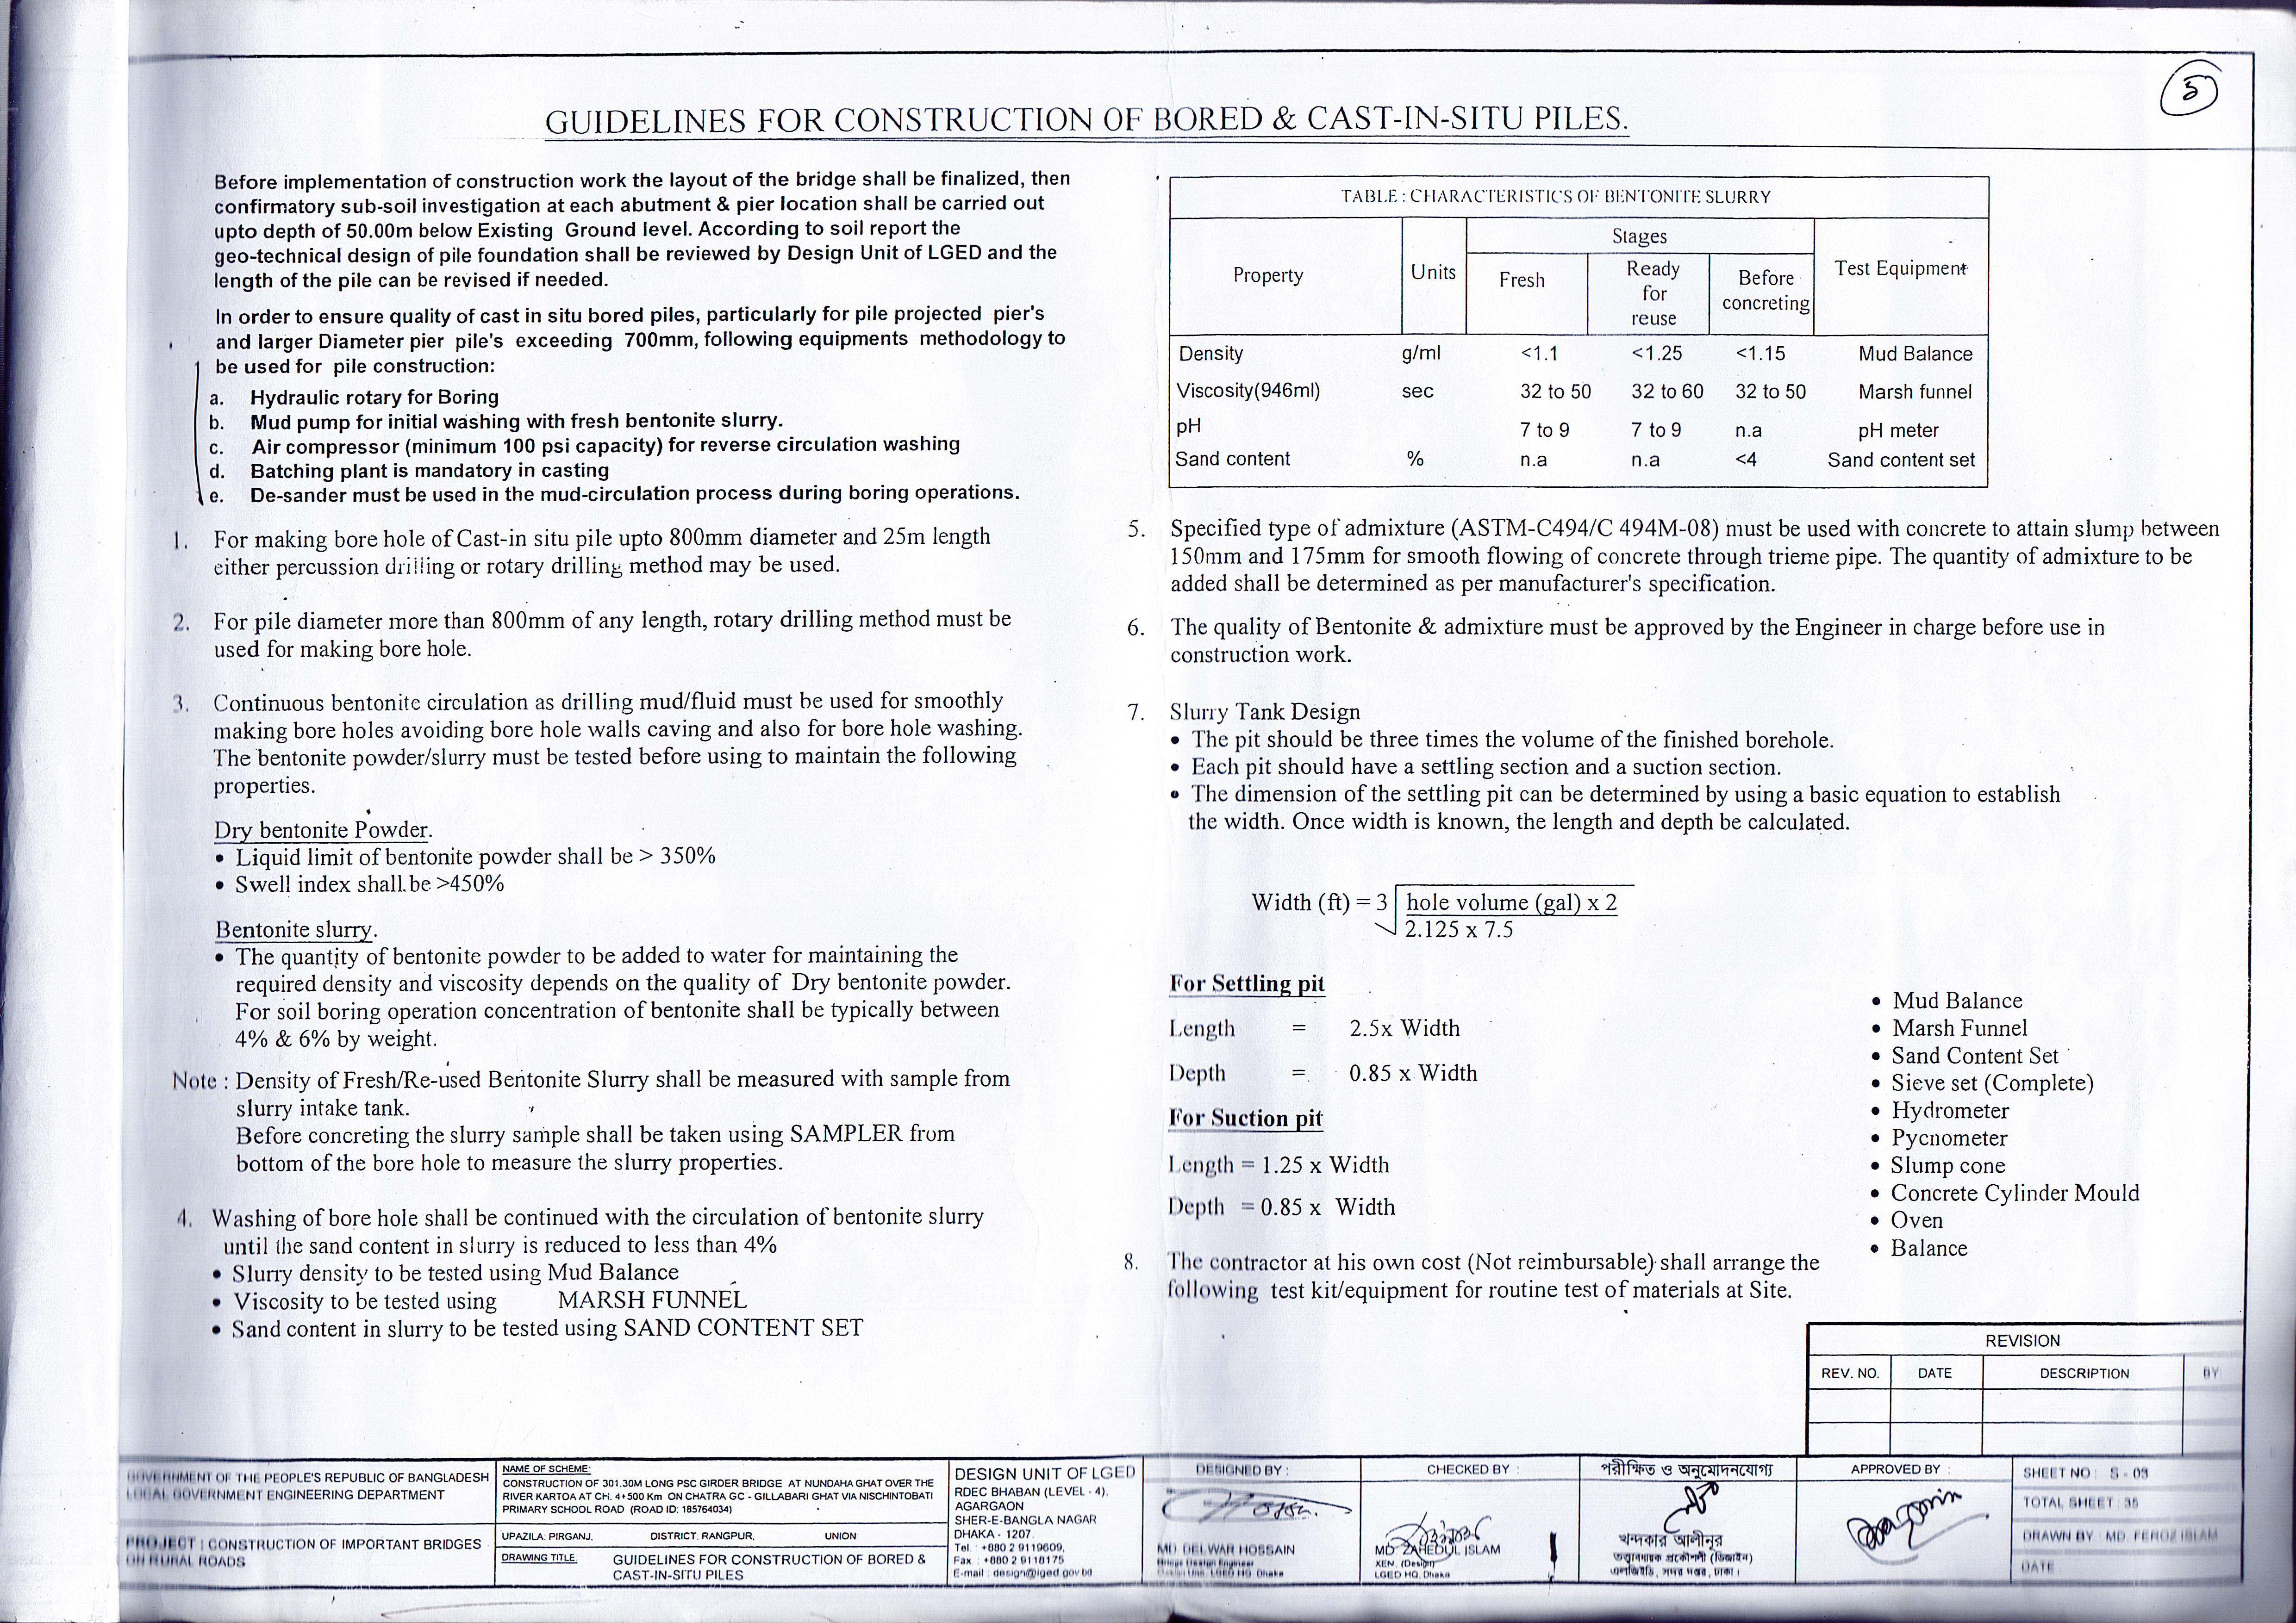 5
GUIDELINES FOR CONSTRUCTION OF BORED & CAST-IN-SITU PILES.
Before implementation of construction work the layout of the bridge shall be finalized, then
confirmatory sub-soil investigation at each abutment & pier location shall be carried out
upto depth of 50.00m below Existing Ground level. According to soil report the
geo-technical design of pile foundation shall be reviewed by Design Unit of LGED and the
length of the pile can be revised if needed.
In order to ensure quality of cast in situ bored piles, particularly for pile projected pier's
and larger Diameter pier pile's exceeding 700mm, following equipments methodology to
be used for pile construction:
a. Hydraulic rotary for Boring
b. Mud pump for initial washing with fresh bentonite slurry.
c. Air compressor (minimum 100 psi capacity) for reverse circulation washing
d. Batching plant is mandatory in casting
e. De-sander must be used in the mud-circulation process during boring operations.
1. For making bore hole of Cast-in situ pile upto 800mm diameter and 25m length
either percussion drilling or rotary drilling method may be used.
2. For pile diameter more than 800mm of any length, rotary drilling method must be
used for making bore hole.
3. Continuous bentonite circulation as drilling mud/fluid must be used for smoothly
making bore holes avoiding bore hole walls caving and also for bore hole washing.
The bentonite powder/slurry must be tested before using to maintain the following
properties.
Dry bentonite Powder.
• Liquid limit of bentonite powder shall be > 350%
• Swell index shall be >450%
Bentonite slurry.
• The quantity of bentonite powder to be added to water for maintaining the
required density and viscosity depends on the quality of Dry bentonite powder.
For soil boring operation concentration of bentonite shall be typically between
4% & 6% by weight.
Note : Density of Fresh/Re-used Bentonite Slurry shall be measured with sample from
slurry intake tank.
Before concreting the slurry sample shall be taken using SAMPLER from
bottom of the bore hole to measure the slurry properties.
4. Washing of bore hole shall be continued with the circulation of bentonite slurry
until the sand content in slurry is reduced to less than 4%
• Slurry density to be tested using Mud Balance
• Viscosity to be tested using MARSH FUNNEL
• Sand content in slurry to be tested using SAND CONTENT SET
TABLE : CHARACTERISTICS OF BENTONITE SLURRY
Property Units Stages Test Equipment
Fresh Ready for reuse Before concreting
Density g/ml <1.1 <1.25 <1.15 Mud Balance
Viscosity(946ml) sec 32 to 50 32 to 60 32 to 50 Marsh funnel
pH 7 to 9 7 to 9 n.a pH meter
Sand content % n.a n.a <4 Sand content set
5. Specified type of admixture (ASTM-C494/C 494M-08) must be used with concrete to attain slump between
150mm and 175mm for smooth flowing of concrete through trieme pipe. The quantity of admixture to be
added shall be determined as per manufacturer's specification.
6. The quality of Bentonite & admixture must be approved by the Engineer in charge before use in
construction work.
7. Slurry Tank Design
• The pit should be three times the volume of the finished borehole.
• Each pit should have a settling section and a suction section.
• The dimension of the settling pit can be determined by using a basic equation to establish
the width. Once width is known, the length and depth be calculated.
Width (ft) = 3 √ hole volume (gal) x 2
2.125 x 7.5
For Settling pit
Length = 2.5x Width
Depth = 0.85 x Width
For Suction pit
Length = 1.25 x Width
Depth = 0.85 x Width
8. The contractor at his own cost (Not reimbursable) shall arrange the
following test kit/equipment for routine test of materials at Site.
• Mud Balance
• Marsh Funnel
• Sand Content Set
• Sieve set (Complete)
• Hydrometer
• Pycnometer
• Slump cone
• Concrete Cylinder Mould
• Oven
• Balance
REVISION
REV. NO. DATE DESCRIPTION BY
GOVERNMENT OF THE PEOPLE'S REPUBLIC OF BANGLADESH
LOCAL GOVERNMENT ENGINEERING DEPARTMENT
PROJECT : CONSTRUCTION OF IMPORTANT BRIDGES
ON RURAL ROADS
NAME OF SCHEME:
CONSTRUCTION OF 301.30M LONG PSC GIRDER BRIDGE AT NUNDAHA GHAT OVER THE
RIVER KARTOA AT CH. 4+500 Km ON CHATRA GC - GILLABARI GHAT VIA NISCHINTOBATI
PRIMARY SCHOOL ROAD (ROAD ID: 185764034)
UPAZILA: PIRGANJ, DISTRICT: RANGPUR, UNION
DRAWING TITLE. GUIDELINES FOR CONSTRUCTION OF BORED &
CAST-IN-SITU PILES
DESIGN UNIT OF LGED
RDEC BHABAN (LEVEL - 4),
AGARGAON
SHER-E-BANGLA NAGAR
DHAKA - 1207.
Tel. : +880 2 9119609,
Fax. : +880 2 9118175
E-mail : design@lged.gov.bd
DESIGNED BY :
MD. DELWAR HOSSAIN
CHECKED BY :
MD. ZAHEDUL ISLAM
XEN. (Design)
LGED HQ, Dhaka
পরীক্ষিত ও অনুমোদনযোগ্য
খন্দকার আলীনূর
তত্ত্বাবধায়ক প্রকৌশলী (ডিজাইন)
এলজিইডি, সদর দপ্তর, ঢাকা।
APPROVED BY :
SHEET NO : S - 03
TOTAL SHEET : 35
DRAWN BY : MD. FEROZ ISLAM
DATE